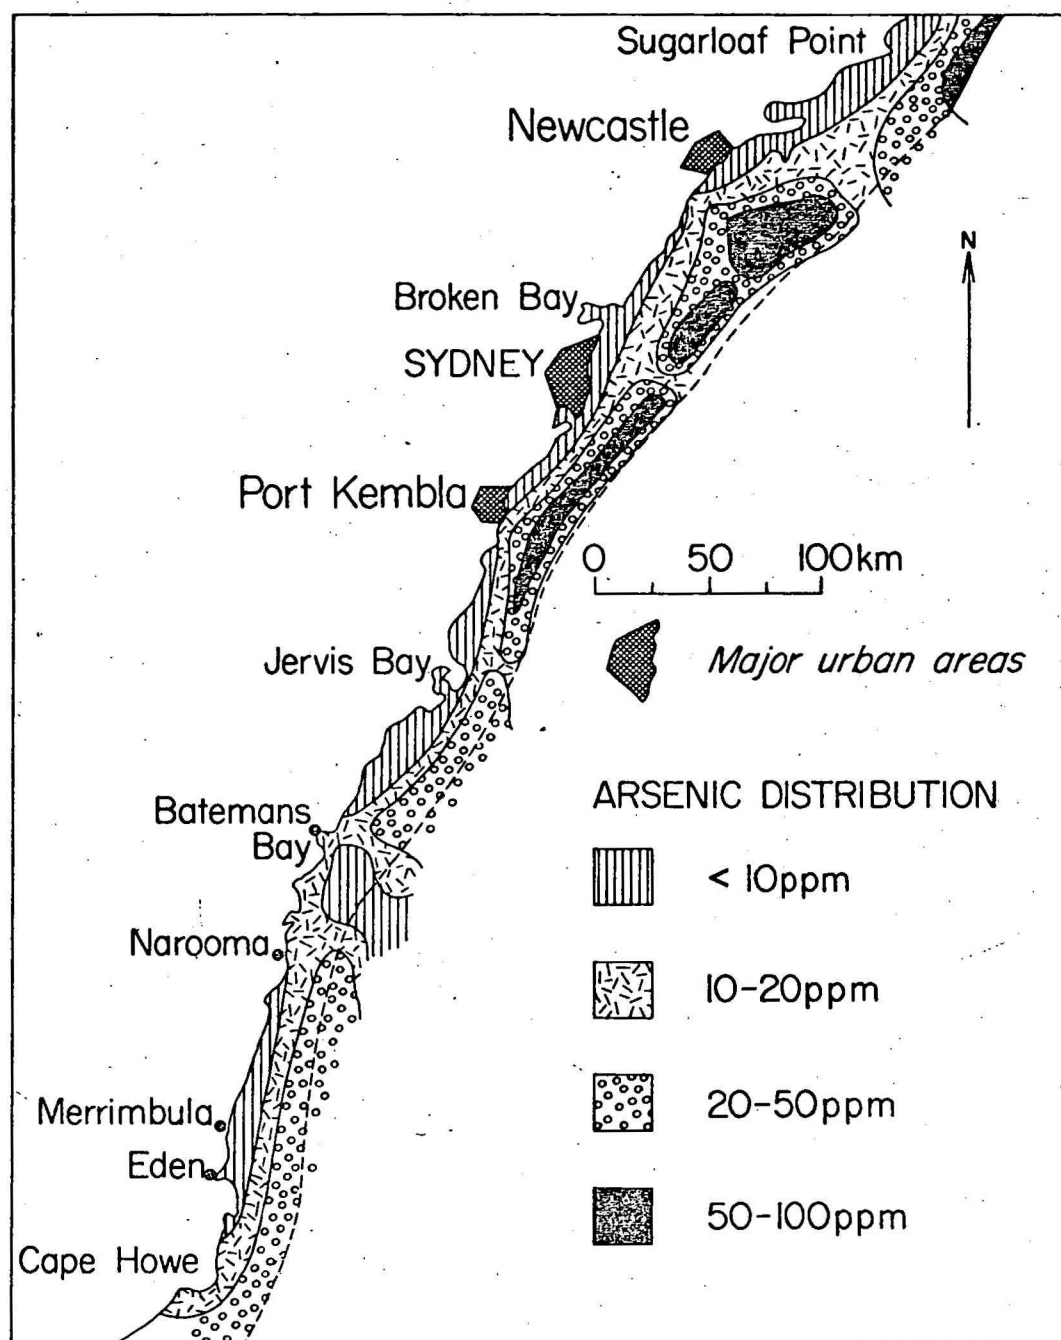 Sugarloaf Point
Newcastle
N
Broken Bay
SYDNEY
Port Kembla
0 50 100km
Jervis Bay
Major urban areas
ARSENIC DISTRIBUTION
Batemans
Bay
< 10ppm
Narooma
10-20ppm
Merrimbula
20-50ppm
Eden
50-100ppm
Cape Howe